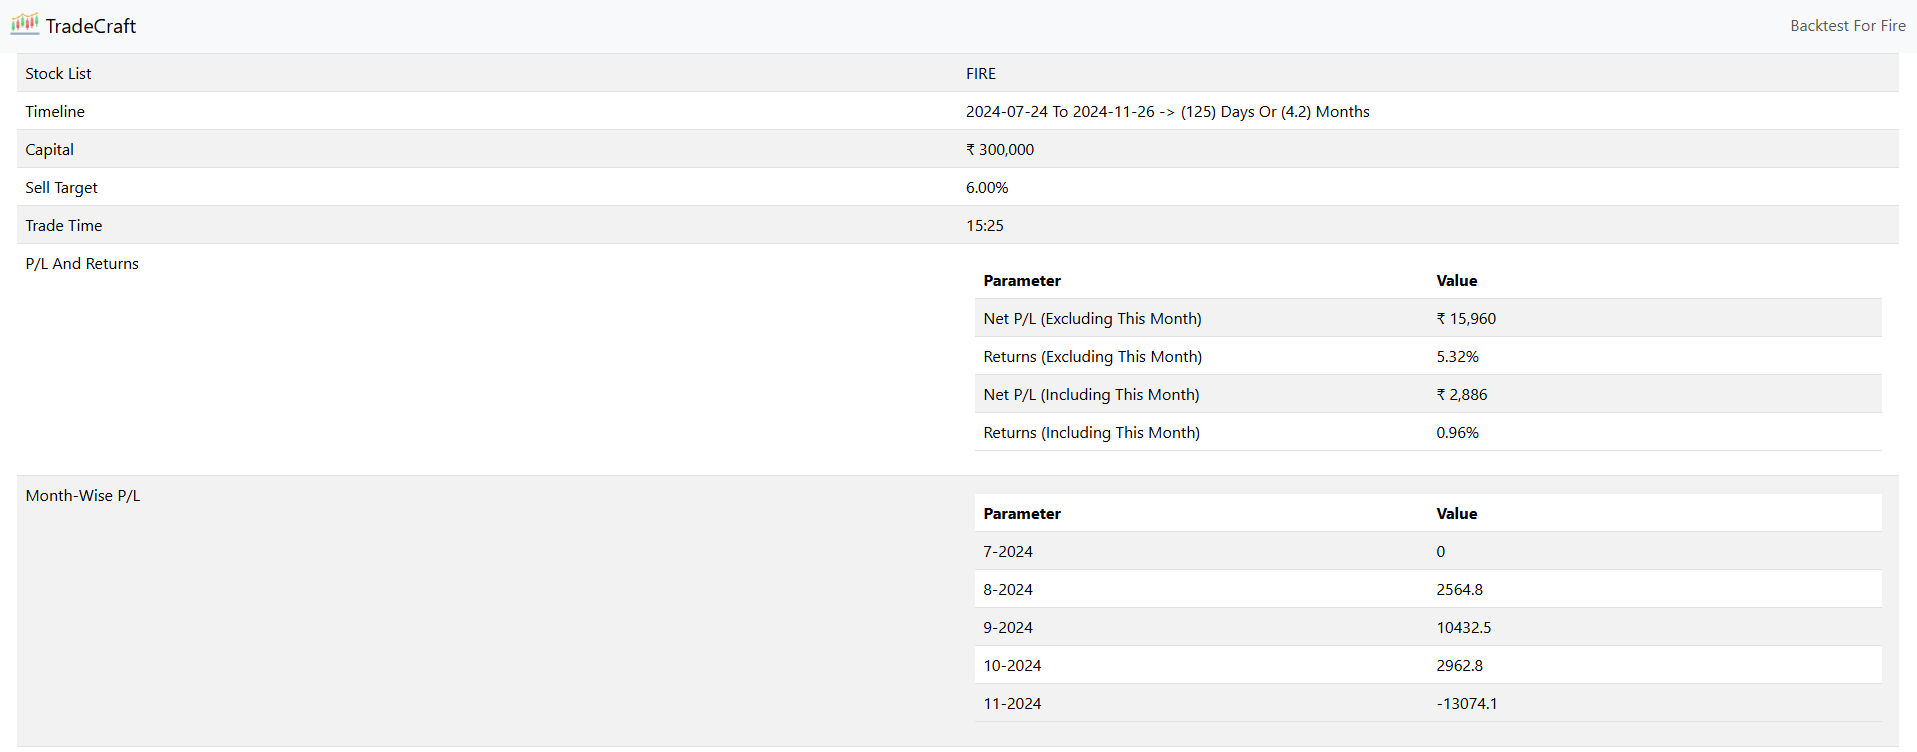 TradeCraft Backtest For Fire
Stock List FIRE
Timeline 2024-07-24 To 2024-11-26 -> (125) Days Or (4.2) Months
Capital ₹ 300,000
Sell Target 6.00%
Trade Time 15:25
P/L And Returns
Parameter Value
Net P/L (Excluding This Month) ₹ 15,960
Returns (Excluding This Month) 5.32%
Net P/L (Including This Month) ₹ 2,886
Returns (Including This Month) 0.96%
Month-Wise P/L
Parameter Value
7-2024 0
8-2024 2564.8
9-2024 10432.5
10-2024 2962.8
11-2024 -13074.1